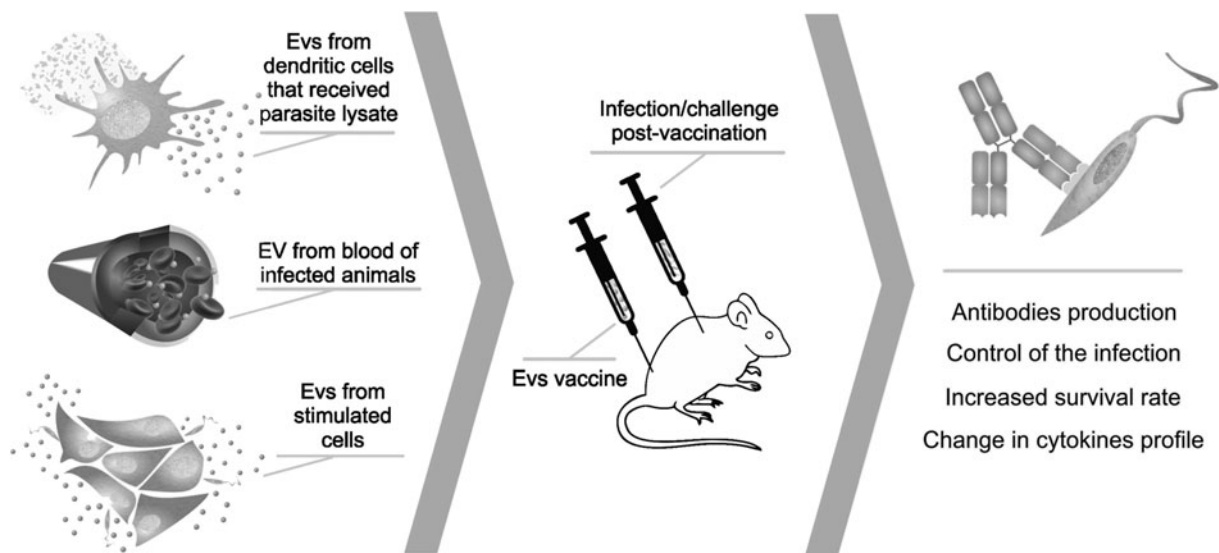 Evs from
dendritic cells
that received
parasite lysate
EV from blood of
infected animals
Evs from
stimulated
cells
Infection/challenge
post-vaccination
Evs vaccine
Antibodies production
Control of the infection
Increased survival rate
Change in cytokines profile